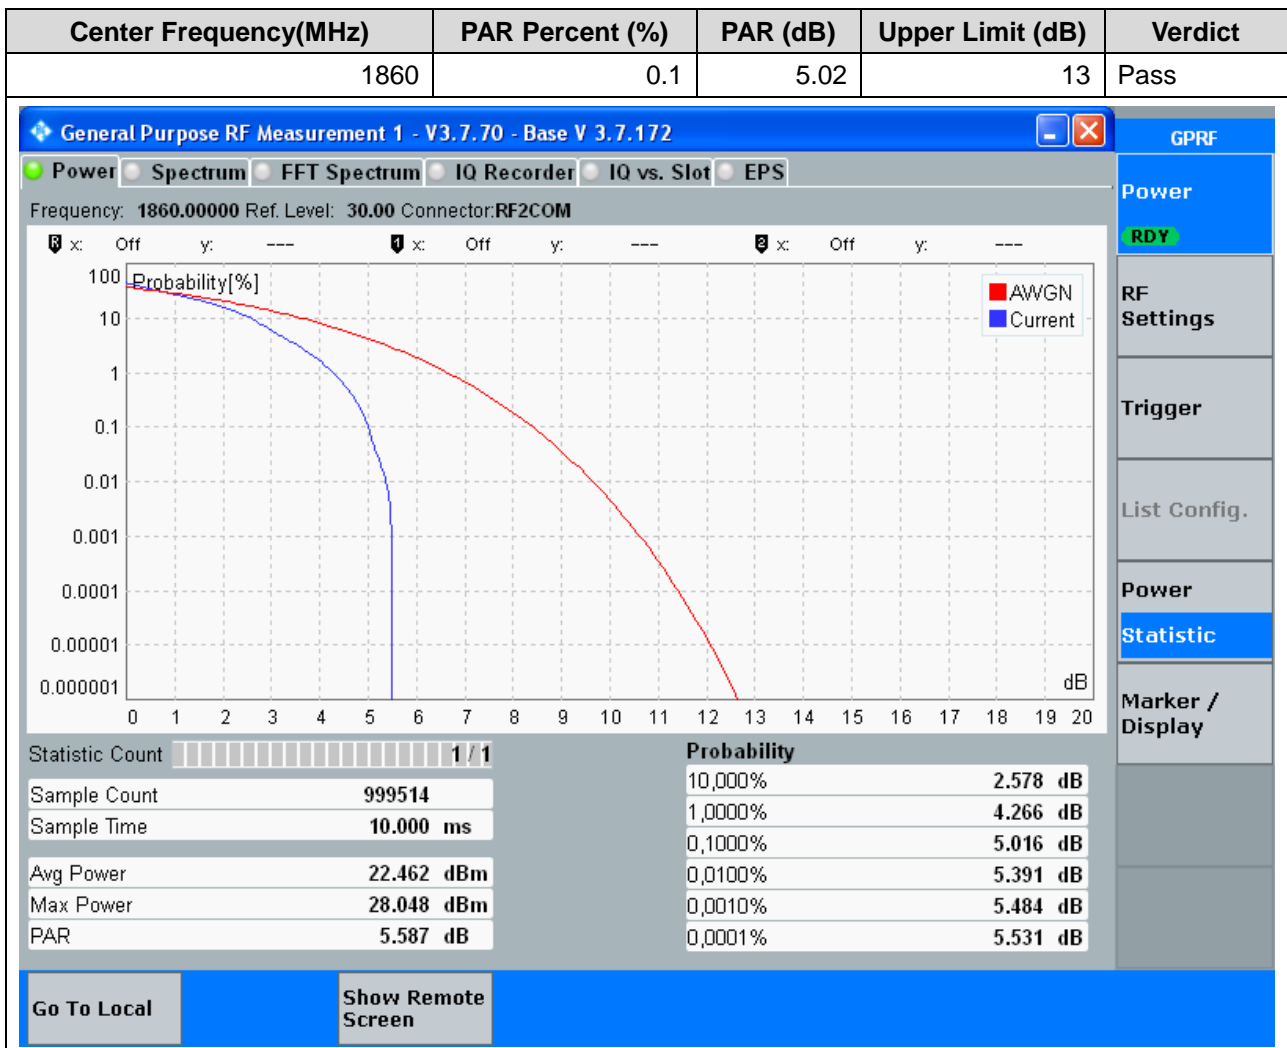 Center Frequency(MHz) PAR Percent (%) PAR (dB) Upper Limit (dB) Verdict
1860 0.1 5.02 13 Pass
General Purpose RF Measurement 1 - V3.7.70 - Base V 3.7.172
GPRF
Power Spectrum FFT Spectrum IQ Recorder IQ vs. Slot EPS
Frequency: 1860.00000 Ref. Level: 30.00 Connector:RF2COM
R x: Off y: --- 1 x: Off y: --- 2 x: Off y: ---
Probability[%]
AWGN
Current
100
10
1
0.1
0.01
0.001
0.0001
0.00001
0.000001
dB
0 1 2 3 4 5 6 7 8 9 10 11 12 13 14 15 16 17 18 19 20
Statistic Count 1 / 1
Sample Count 999514
Sample Time 10.000 ms
Avg Power 22.462 dBm
Max Power 28.048 dBm
PAR 5.587 dB
Probability
10,000% 2.578 dB
1,0000% 4.266 dB
0,1000% 5.016 dB
0,0100% 5.391 dB
0,0010% 5.484 dB
0,0001% 5.531 dB
Power
RDY
RF
Settings
Trigger
List Config.
Power
Statistic
Marker /
Display
Go To Local
Show Remote
Screen